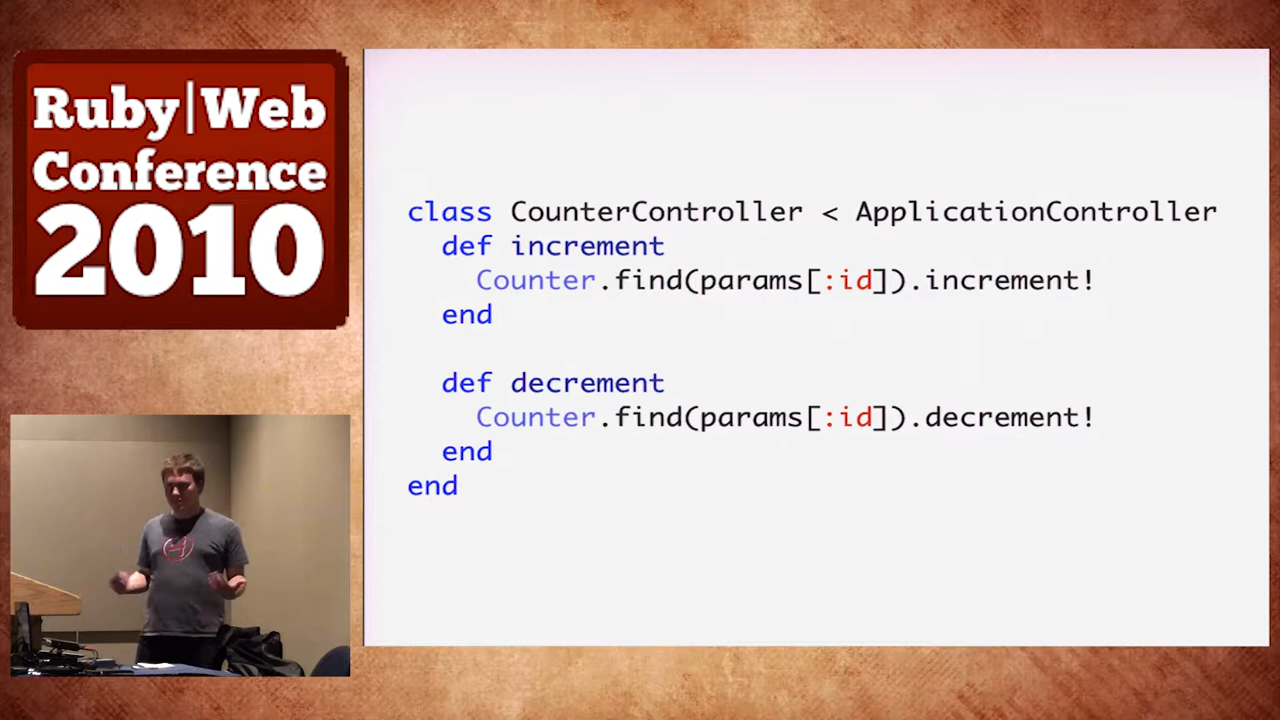 Ruby|Web
Conference
2010
class CounterController < ApplicationController
  def increment
    Counter.find(params[:id]).increment!
  end

  def decrement
    Counter.find(params[:id]).decrement!
  end
end